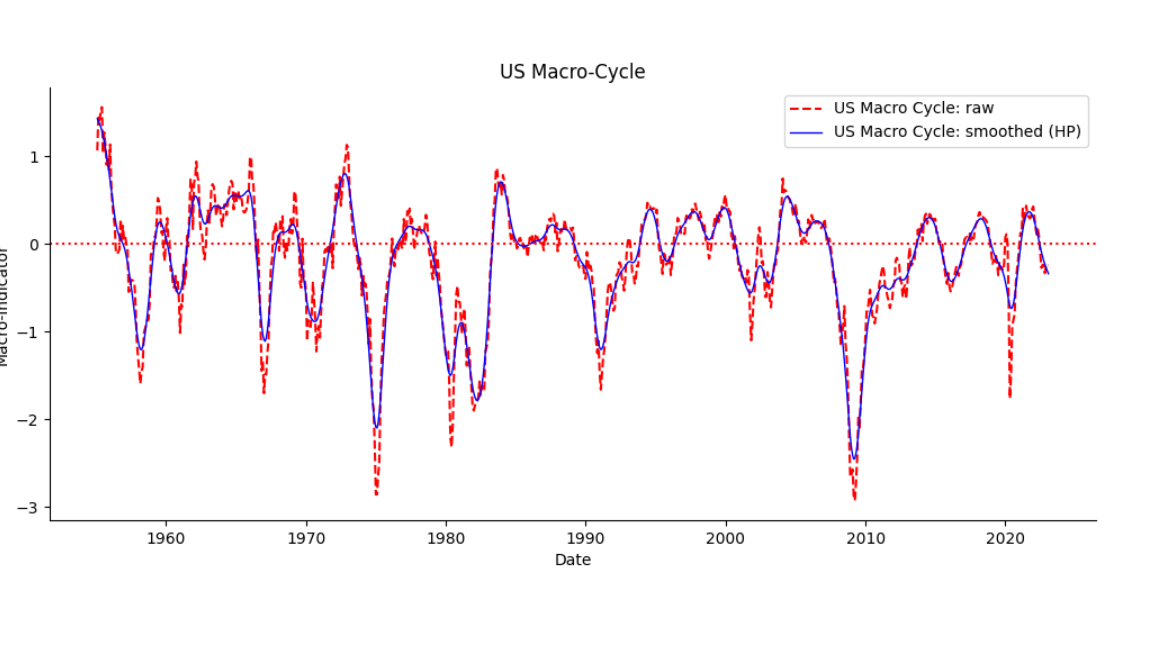 US Macro-Cycle
US Macro Cycle: raw
US Macro Cycle: smoothed (HP)
1
0
−1
−2
−3
Macro-Indicator
1960 1970 1980 1990 2000 2010 2020
Date